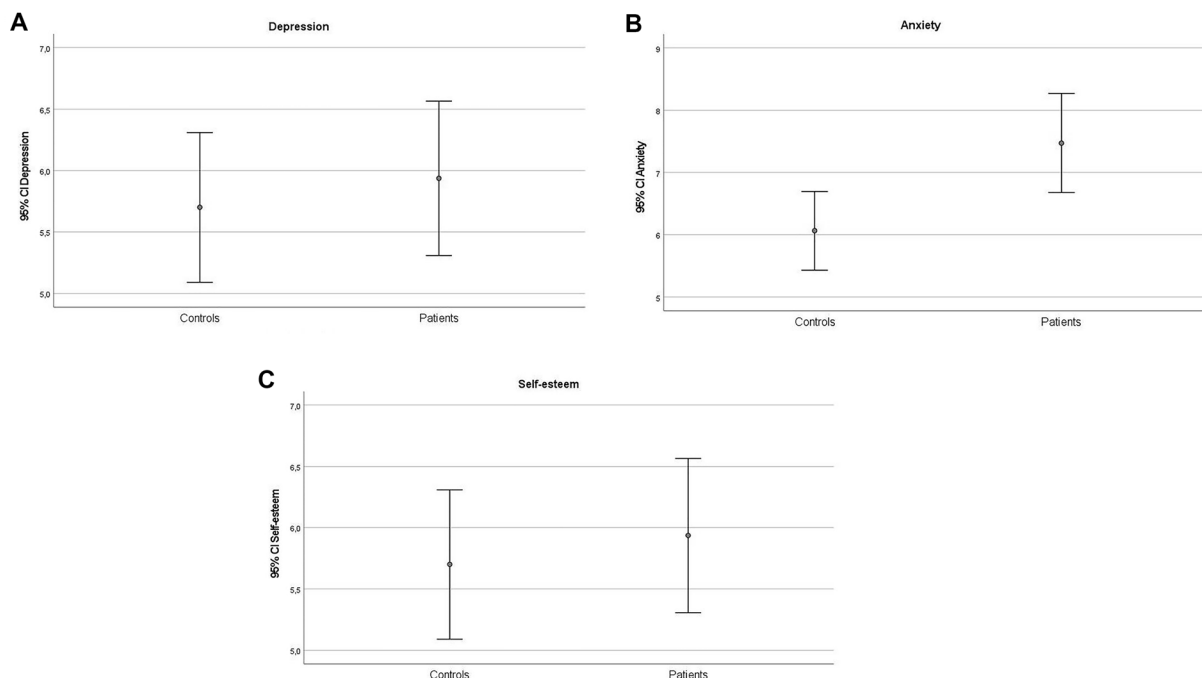 A
Depression
7,0
6,5
6,0
5,5
5,0
95% CI Depression
Controls
Patients
B
Anxiety
9
8
7
6
5
95% CI Anxiety
Controls
Patients
C
Self-esteem
7,0
6,5
6,0
5,5
5,0
95% CI Self-esteem
Controls
Patients